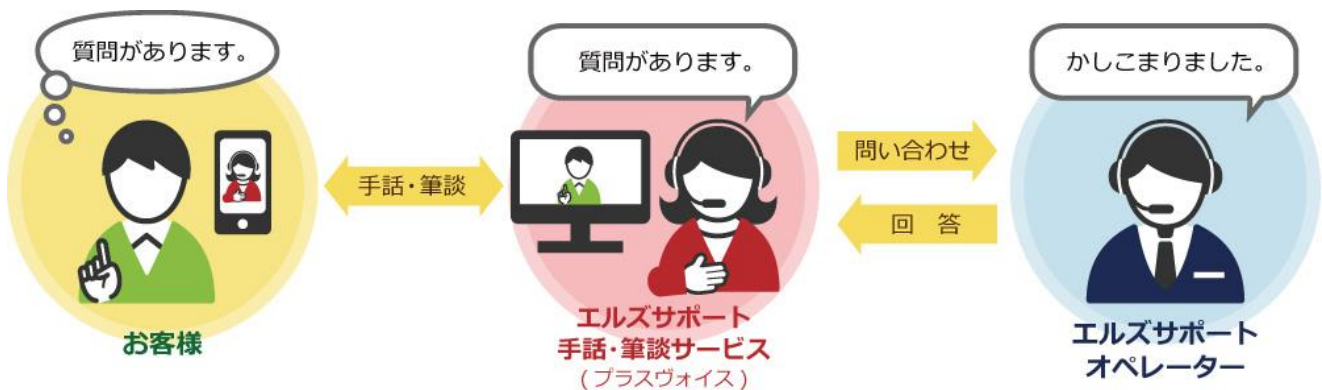 質問があります。
質問があります。
かしこまりました。
手話・筆談
問い合わせ
回 答
お客様
エルズサポート
手話・筆談サービス
(プラスヴォイス)
エルズサポート
オペレーター